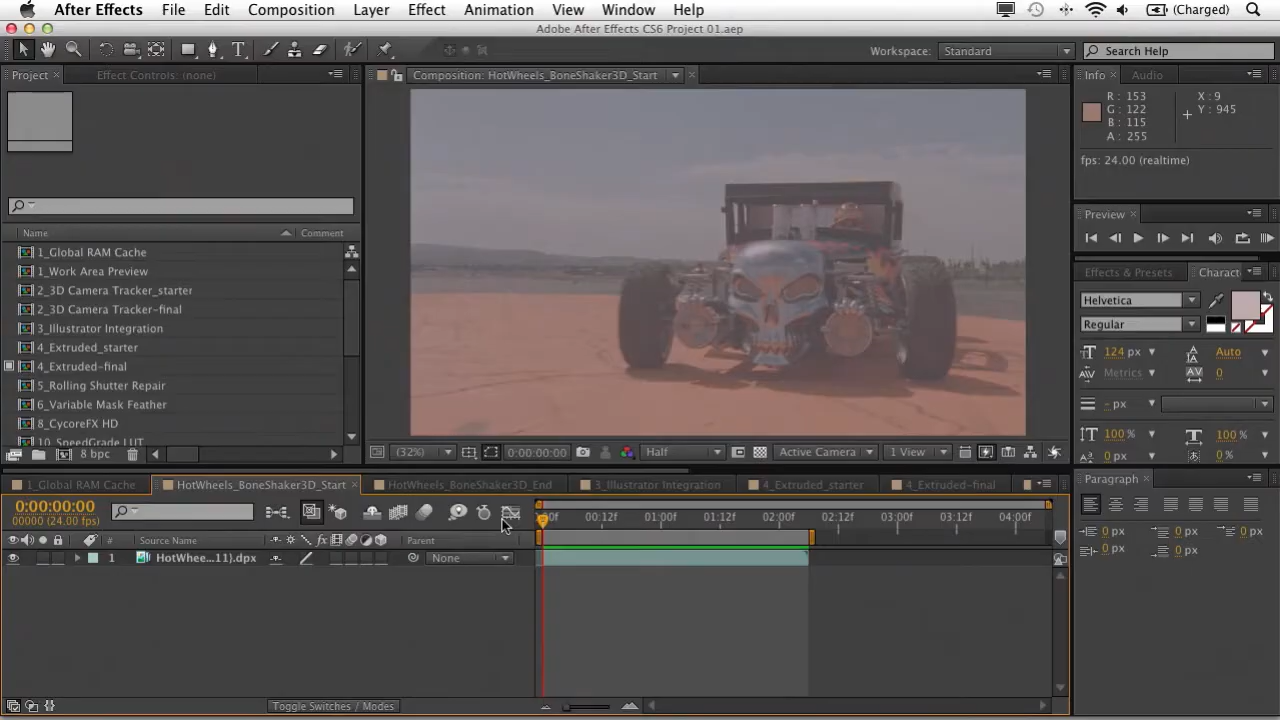 After Effects File Edit Composition Layer Effect Animation View Window Help (Charged)
Adobe After Effects CS6 Project 01.aep
Workspace: Standard Search Help
Project Effect Controls: (none) Composition: HotWheels_BoneShaker3D_Start Info Audio
R : 153 X : 9
G : 122 Y : 945
B : 115
A : 255
fps: 24.00 (realtime)
Preview
Name Comment
1_Global RAM Cache
1_Work Area Preview
2_3D Camera Tracker_starter
2_3D Camera Tracker-final
3_Illustrator Integration
4_Extruded_starter
4_Extruded-final
5_Rolling Shutter Repair
6_Variable Mask Feather
8_CycoreFX HD
10_SpeedGrade LUT
8 bpc
(32%) 0:00:00:00 Half Active Camera 1 View
Effects & Presets Charact
Helvetica
Regular
124 px Auto
Metrics 0
- px
100 % 100 %
0 px 0 %
Paragraph
0 px 0 px 0 px
0 px 0 px
1_Global RAM Cache HotWheels_BoneShaker3D_Start HotWheels_BoneShaker3D_End 3_Illustrator Integration 4_Extruded_starter 4_Extruded-final
0:00:00:00
00000 (24.00 fps)
00f 00:12f 01:00f 01:12f 02:00f 02:12f 03:00f 03:12f 04:00f
# Source Name fx Parent
1 HotWhee...11}.dpx None
Toggle Switches / Modes